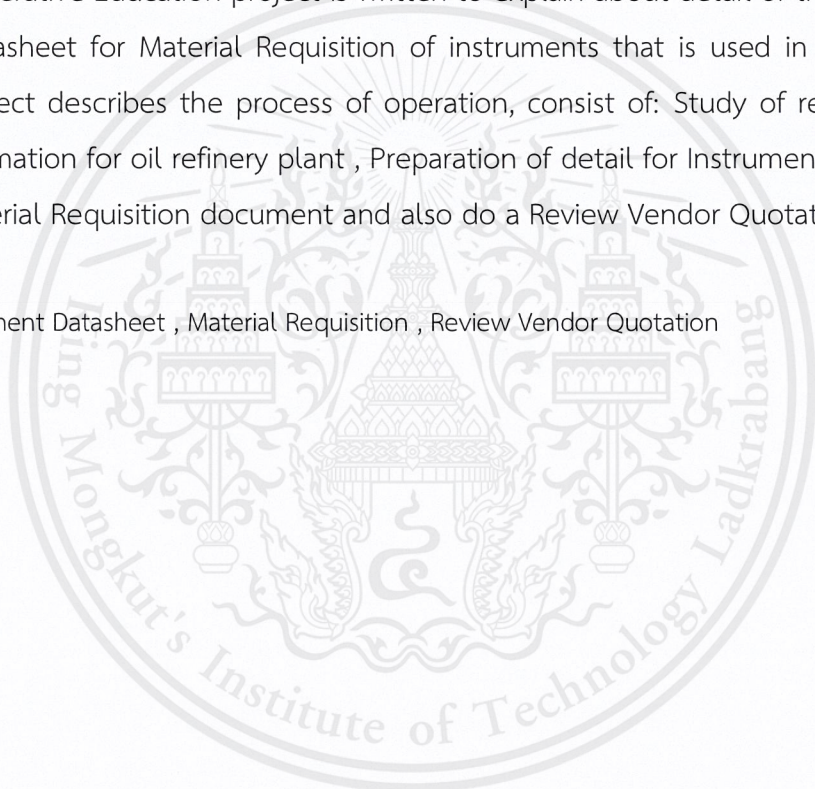 asheet for Material Requisition of instruments that is used in
ect describes the process of operation, consist of: Study of re
mation for oil refinery plant , Preparation of detail for Instrumen
erial Requisition document and also do a Review Vendor Quotat
nent Datasheet , Material Requisition , Review Vendor Quotation
King Mongkut's Institute of Technology Ladkrabang